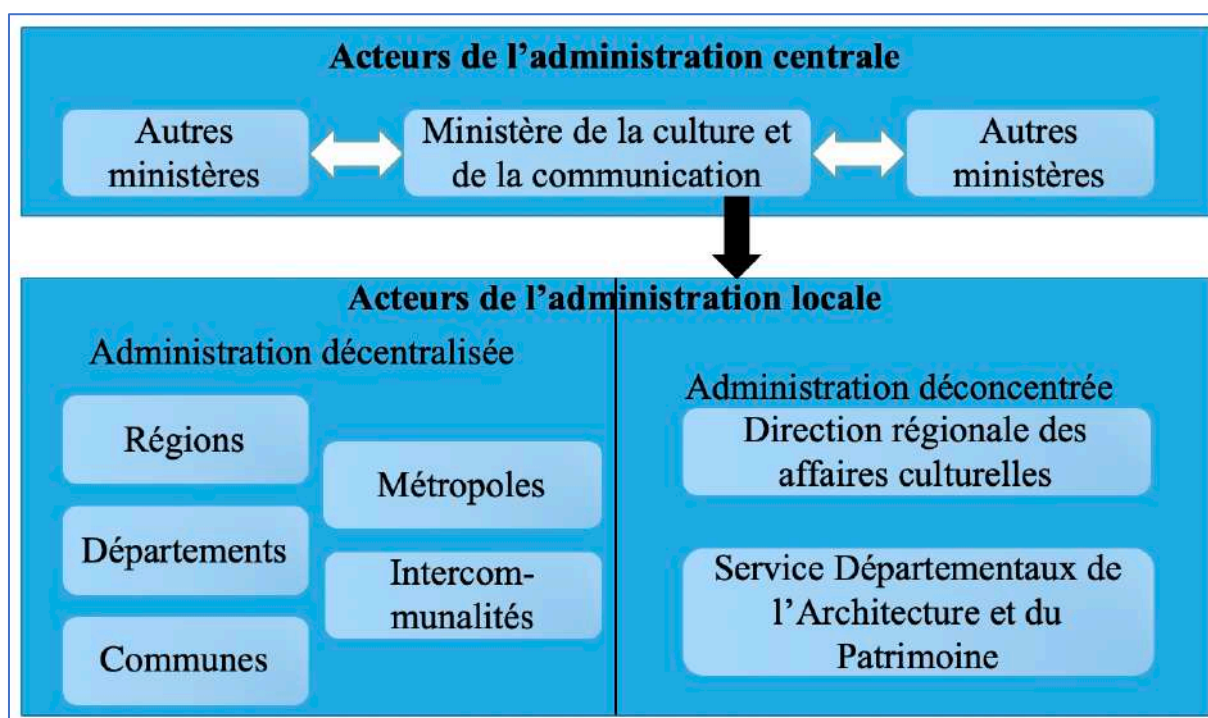 Acteurs de l'administration centrale
Autres
ministères
Ministère de la culture et
de la communication
Autres
ministères
Acteurs de l'administration locale
Administration décentralisée
Régions
Départements
Communes
Métropoles
Intercom-
munalités
Administration déconcentrée
Direction régionale des
affaires culturelles
Service Départementaux de
l'Architecture et du
Patrimoine